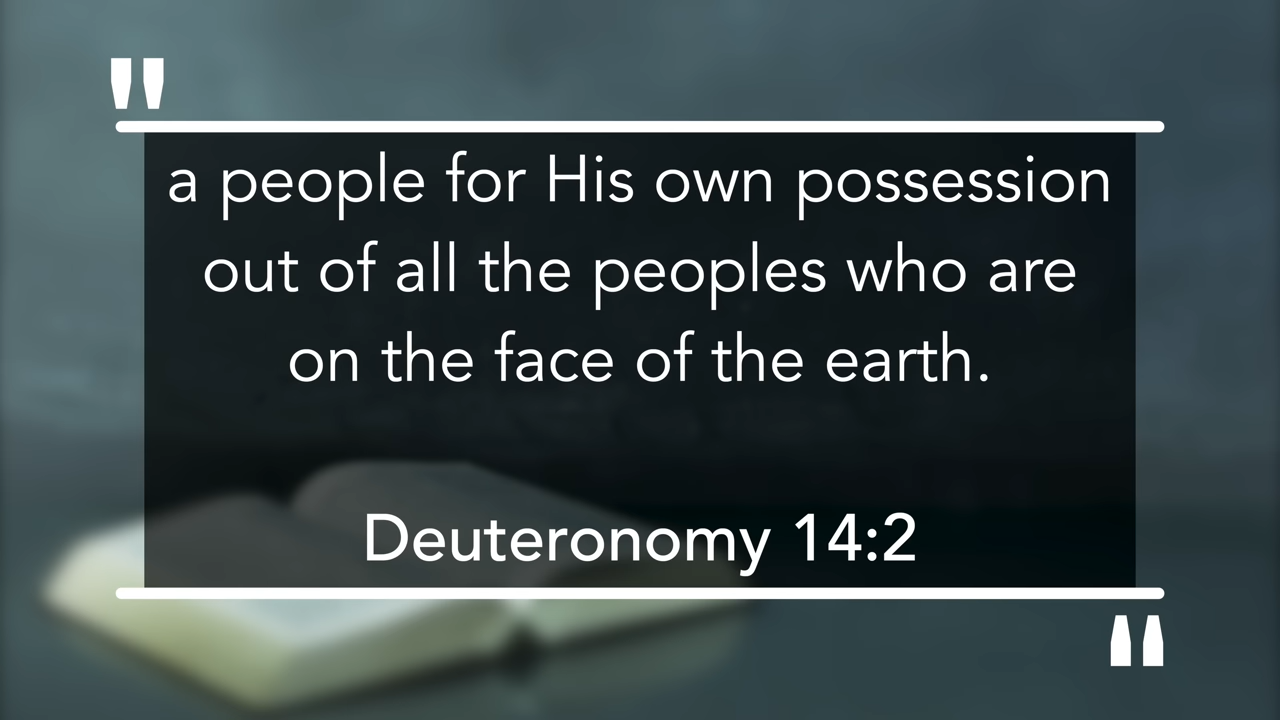 "
a people for His own possession
out of all the peoples who are
on the face of the earth.
Deuteronomy 14:2
"